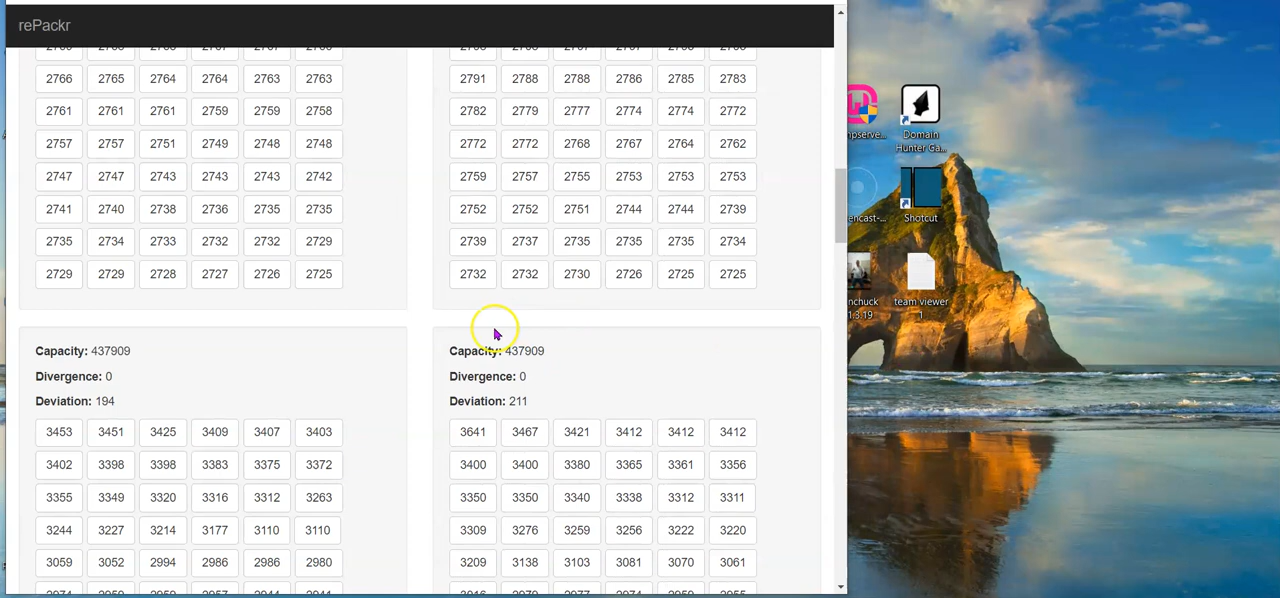 rePackr
2766 2765 2764 2764 2763 2763
2761 2761 2761 2759 2759 2758
2757 2757 2751 2749 2748 2748
2747 2747 2743 2743 2743 2742
2741 2740 2738 2736 2735 2735
2735 2734 2733 2732 2732 2729
2729 2729 2728 2727 2726 2725
2791 2788 2788 2786 2785 2783
2782 2779 2777 2774 2774 2772
2772 2772 2768 2767 2764 2762
2759 2757 2755 2753 2753 2753
2752 2752 2751 2744 2744 2739
2739 2737 2735 2735 2735 2734
2732 2732 2730 2726 2725 2725
Capacity: 437909
Divergence: 0
Deviation: 194
3453 3451 3425 3409 3407 3403
3402 3398 3398 3383 3375 3372
3355 3349 3320 3316 3312 3263
3244 3227 3214 3177 3110 3110
3059 3052 2994 2986 2986 2980
Capacity: 437909
Divergence: 0
Deviation: 211
3641 3467 3421 3412 3412 3412
3400 3400 3380 3365 3361 3356
3350 3350 3340 3338 3312 3311
3309 3276 3259 3256 3222 3220
3209 3138 3103 3081 3070 3061
mpserve...
Domain
Hunter Ga...
encast-...
Shotcut
nchuck
1.3.19
team viewer
1